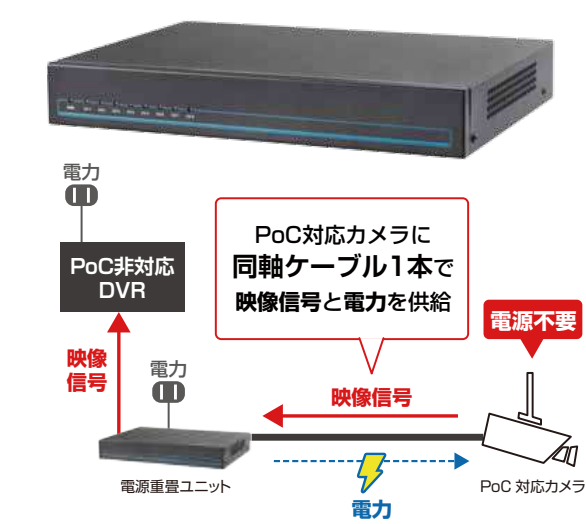 電力
PoC非対応
DVR
PoC対応カメラに
同軸ケーブル1本で
映像信号と電力を供給
電源不要
映像
信号
電力
映像信号
電源重畳ユニット
電力
PoC 対応カメラ